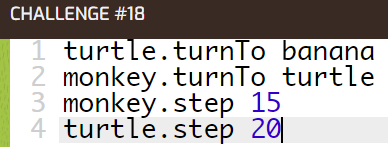 CHALLENGE #18
1 turtle.turnTo banana
2 monkey.turnTo turtle
3 monkey.step 15
4 turtle.step 20